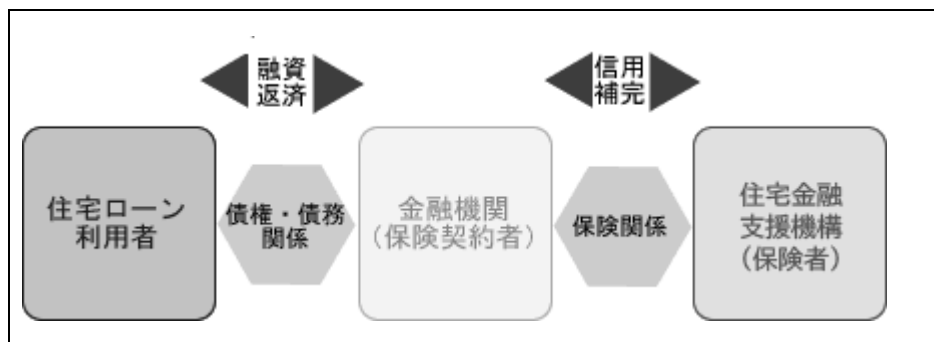 融資
返済
信用
補完
住宅ローン
利用者
債権・債務
関係
金融機関
（保険契約者）
保険関係
住宅金融
支援機構
（保険者）